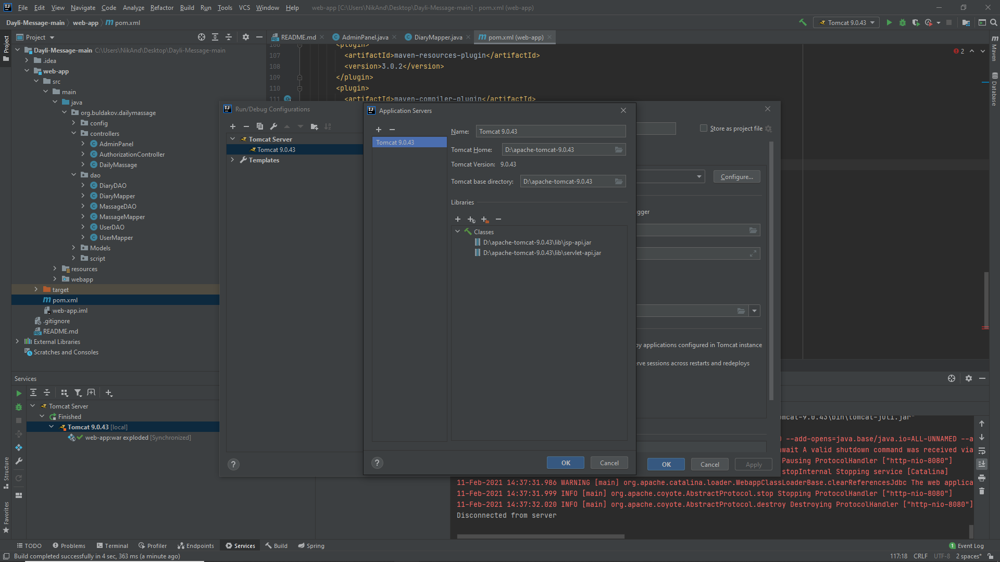 File Edit View Navigate Code Analyze Refactor Build Run Tools VCS Window Help web-app [C:\Users\NikAnd\Desktop\Dayli-Message-main] - pom.xml (web-app)
Dayli-Message-main web-app pom.xml
Tomcat 9.0.43
Project
README.md AdminPanel.java DiaryMapper.java pom.xml (web-app)
Dayli-Message-main C:\Users\NikAnd\Desktop\Dayli-Message-main
.idea
web-app
src
main
java
org.buldakov.dailymassage
config
controllers
AdminPanel
AuthorizationController
DailyMassage
dao
DiaryDAO
DiaryMapper
MassageDAO
MassageMapper
UserDAO
UserMapper
Models
script
resources
webapp
target
pom.xml
web-app.iml
.gitignore
README.md
External Libraries
Scratches and Consoles
106 <plugin>
107 <artifactId>maven-resources-plugin</artifactId>
108 <version>3.0.2</version>
109 </plugin>
110 <plugin>
111 <artifactId>maven-compiler-plugin</artifactId>
2
Project
Structure
Favorites
Maven
Database
Run/Debug Configurations
Tomcat Server
Tomcat 9.0.43
Templates
Store as project file
Configure...
gger
by applications configured in Tomcat instance
rve sessions across restarts and redeploys
OK Cancel Apply
Application Servers
Tomcat 9.0.43
Name: Tomcat 9.0.43
Tomcat Home: D:\apache-tomcat-9.0.43
Tomcat Version: 9.0.43
Tomcat base directory: D:\apache-tomcat-9.0.43
Libraries
Classes
D:\apache-tomcat-9.0.43\lib\jsp-api.jar
D:\apache-tomcat-9.0.43\lib\servlet-api.jar
OK Cancel
Services
Tomcat Server
Finished
Tomcat 9.0.43 [local]
web-app:war exploded [Synchronized]
mcat-9.0.43\bin\tomcat-juli.jar"
--add-opens=java.base/java.io=ALL-UNNAMED --a
await A valid shutdown command was received via
Pausing ProtocolHandler ["http-nio-8080"]
stopInternal Stopping service [Catalina]
11-Feb-2021 14:37:31.986 WARNING [main] org.apache.catalina.loader.WebappClassLoaderBase.clearReferencesJdbc The web applica
11-Feb-2021 14:37:31.999 INFO [main] org.apache.coyote.AbstractProtocol.stop Stopping ProtocolHandler ["http-nio-8080"]
11-Feb-2021 14:37:32.020 INFO [main] org.apache.coyote.AbstractProtocol.destroy Destroying ProtocolHandler ["http-nio-8080"]
Disconnected from server
TODO Problems Terminal Profiler Endpoints Services Build Spring 1 Event Log
Build completed successfully in 4 sec, 363 ms (a minute ago) 117:18 CRLF UTF-8 2 spaces*